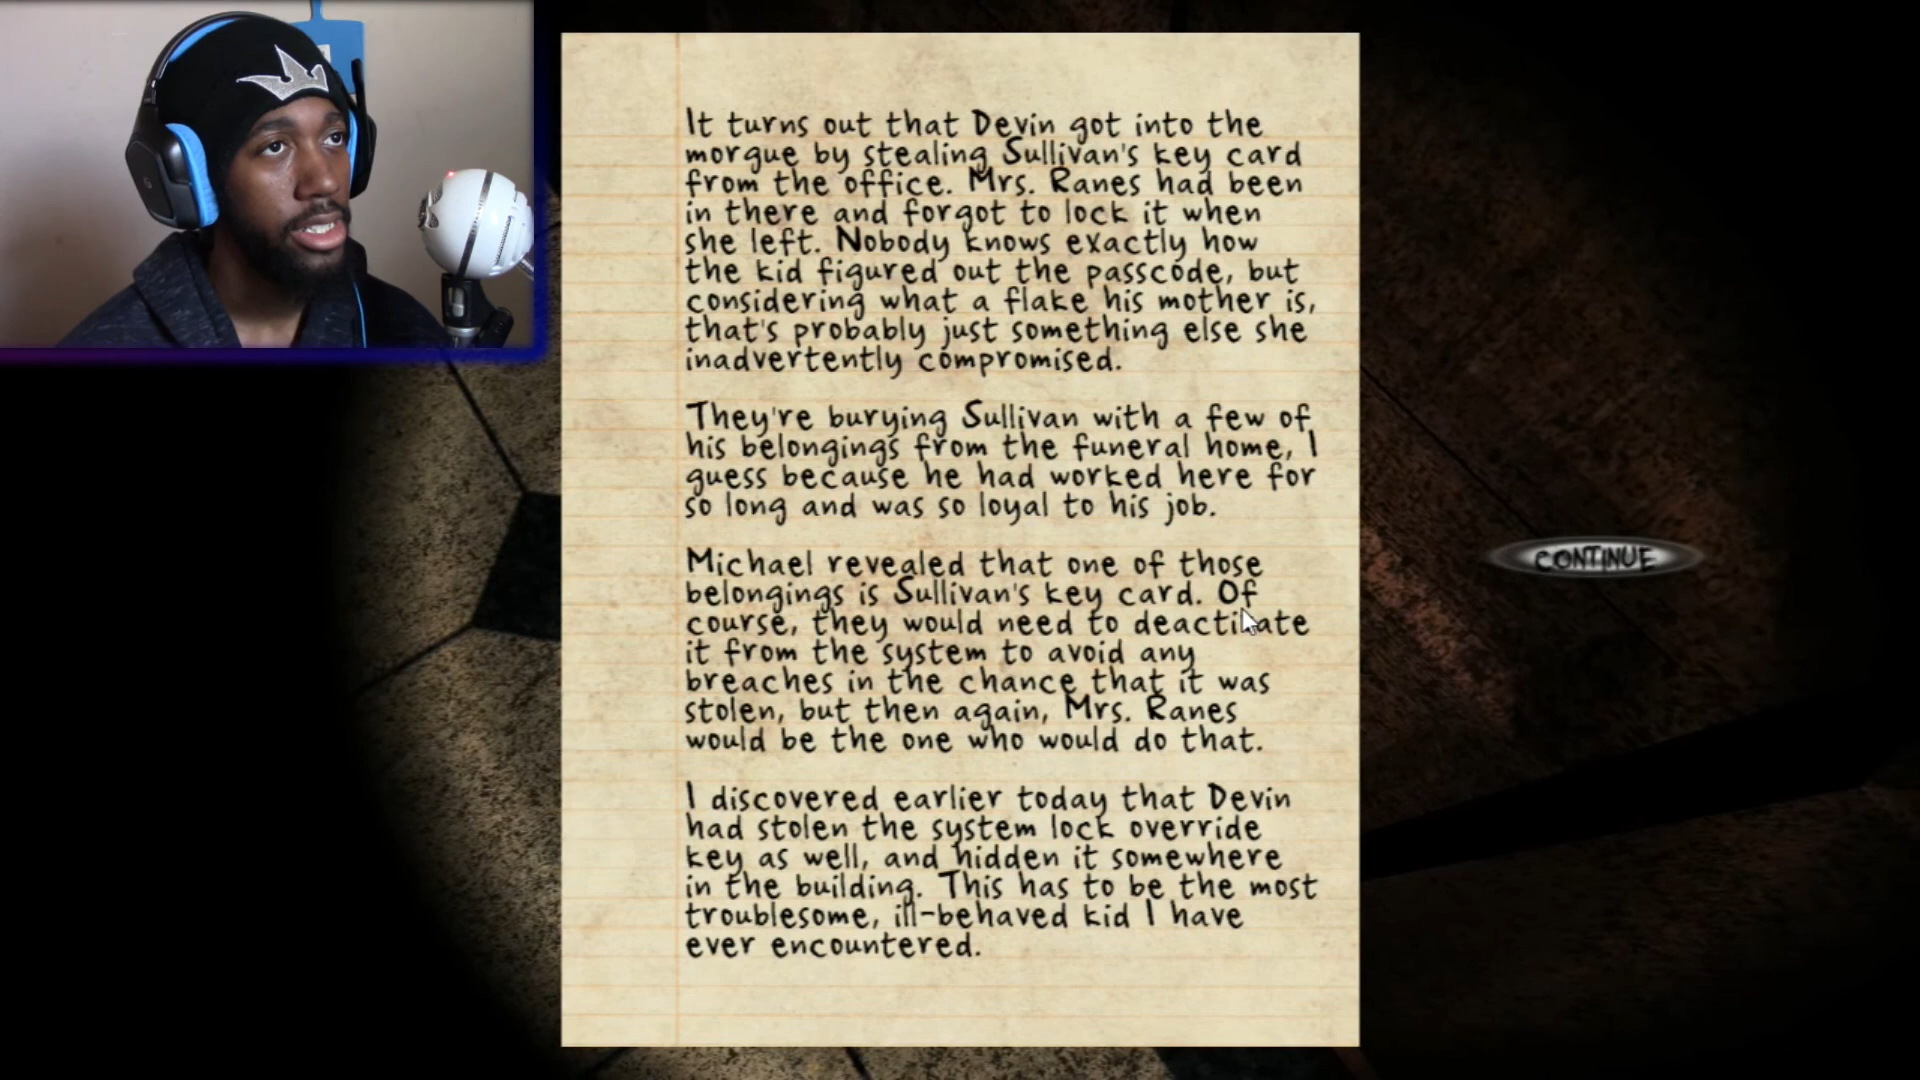 It turns out that Devin got into the
morgue by stealing Sullivan's key card
from the office. Mrs. Ranes had been
in there and forgot to lock it when
she left. Nobody knows exactly how
the kid figured out the passcode, but
considering what a flake his mother is,
that's probably just something else she
inadvertently compromised.
They're burying Sullivan with a few of
his belongings from the funeral home, I
guess because he had worked here for
so long and was so loyal to his job.
Michael revealed that one of those
belongings is Sullivan's key card. Of
course, they would need to deactivate
it from the system to avoid any
breaches in the chance that it was
stolen, but then again, Mrs. Ranes
would be the one who would do that.
I discovered earlier today that Devin
had stolen the system lock override
key as well, and hidden it somewhere
in the building. This has to be the most
troublesome, ill-behaved kid I have
ever encountered.
CONTINUE